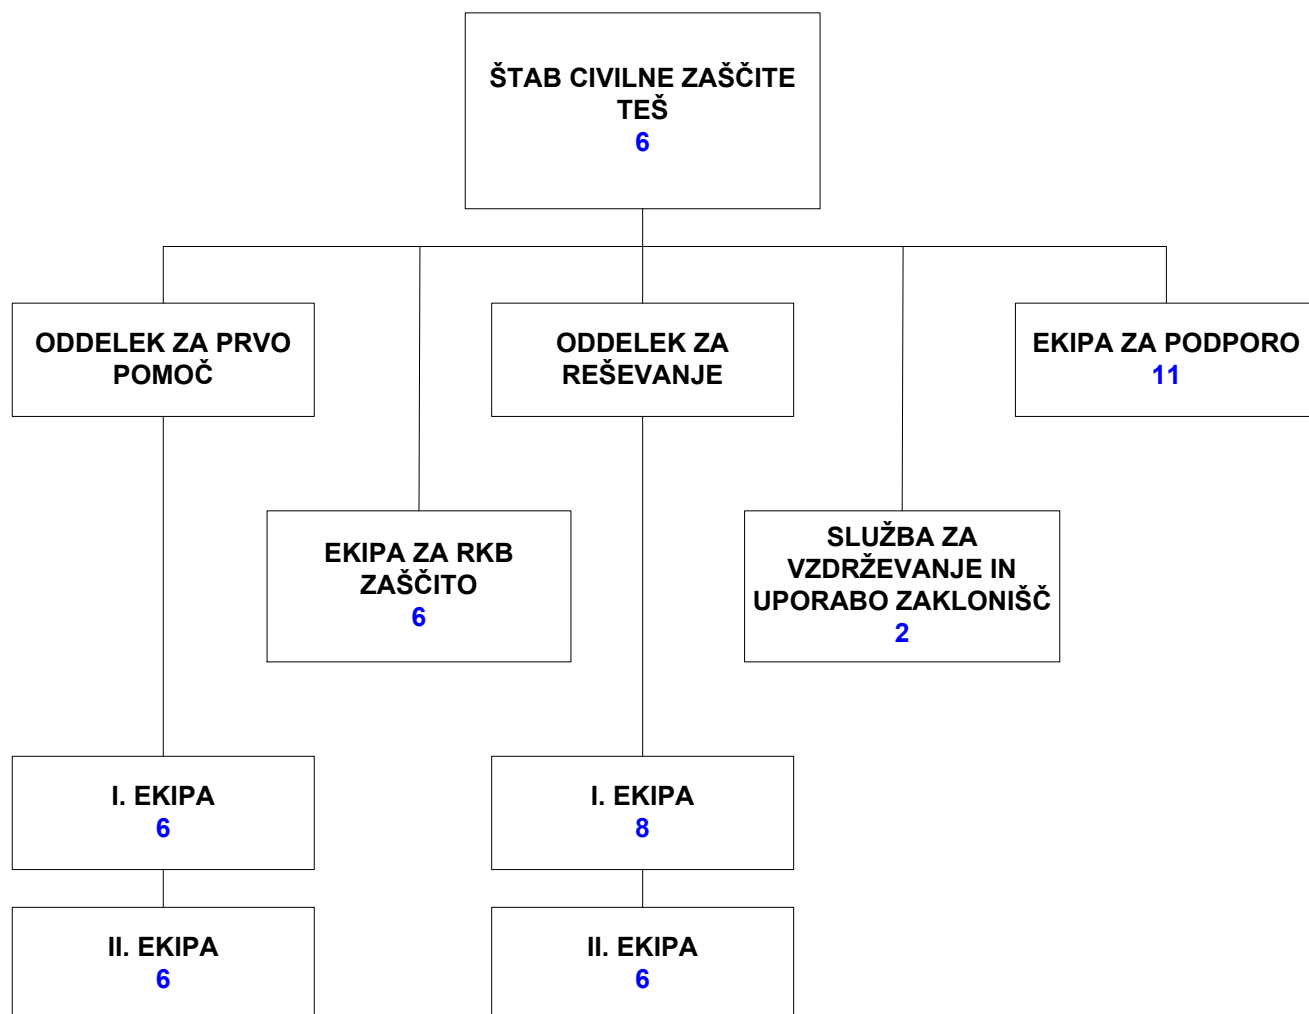 ŠTAB CIVILNE ZAŠČITE
TEŠ
6
ODDELEK ZA PRVO
POMOČ
ODDELEK ZA
REŠEVANJE
EKIPA ZA PODPORO
11
EKIPA ZA RKB
ZAŠČITO
6
SLUŽBA ZA
VZDRŽEVANJE IN
UPORABO ZAKLONIŠČ
2
I. EKIPA
6
I. EKIPA
8
II. EKIPA
6
II. EKIPA
6